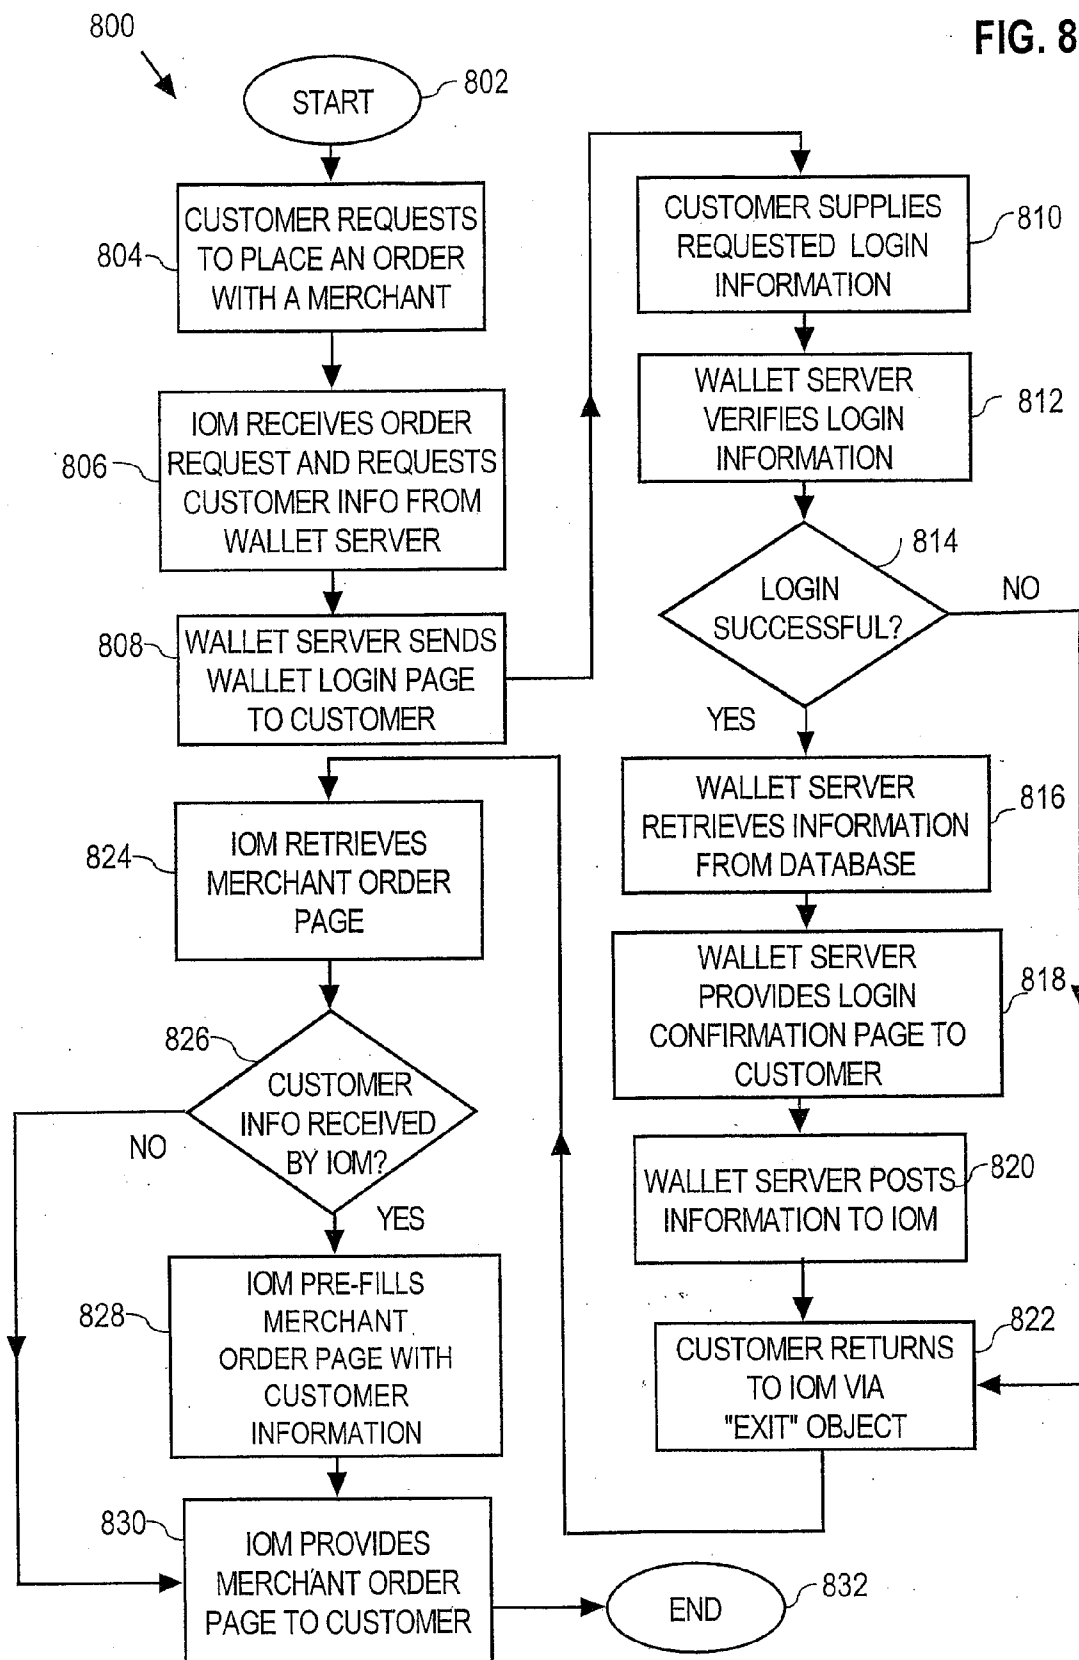 800
FIG. 8
START
802
CUSTOMER REQUESTS
TO PLACE AN ORDER
WITH A MERCHANT
804
IOM RECEIVES ORDER
REQUEST AND REQUESTS
CUSTOMER INFO FROM
WALLET SERVER
806
WALLET SERVER SENDS
WALLET LOGIN PAGE
TO CUSTOMER
808
CUSTOMER SUPPLIES
REQUESTED LOGIN
INFORMATION
810
WALLET SERVER
VERIFIES LOGIN
INFORMATION
812
LOGIN
SUCCESSFUL?
814
NO
YES
WALLET SERVER
RETRIEVES INFORMATION
FROM DATABASE
816
WALLET SERVER
PROVIDES LOGIN
CONFIRMATION PAGE TO
CUSTOMER
818
WALLET SERVER POSTS
INFORMATION TO IOM
820
CUSTOMER RETURNS
TO IOM VIA
"EXIT" OBJECT
822
IOM RETRIEVES
MERCHANT ORDER
PAGE
824
CUSTOMER
INFO RECEIVED
BY IOM?
826
NO
YES
IOM PRE-FILLS
MERCHANT
ORDER PAGE WITH
CUSTOMER
INFORMATION
828
IOM PROVIDES
MERCHANT ORDER
PAGE TO CUSTOMER
830
END
832